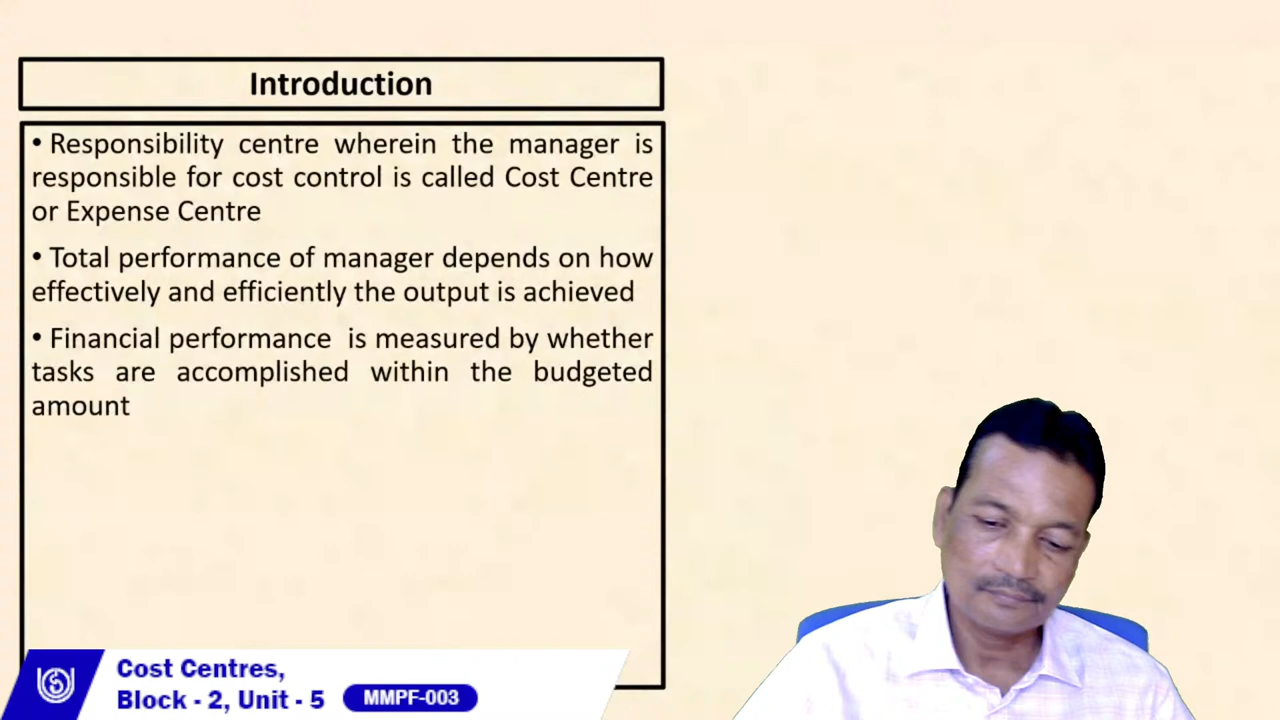 Introduction
• Responsibility centre wherein the manager is
responsible for cost control is called Cost Centre
or Expense Centre
• Total performance of manager depends on how
effectively and efficiently the output is achieved
• Financial performance is measured by whether
tasks are accomplished within the budgeted
amount
Cost Centres,
Block - 2, Unit - 5
MMPF-003